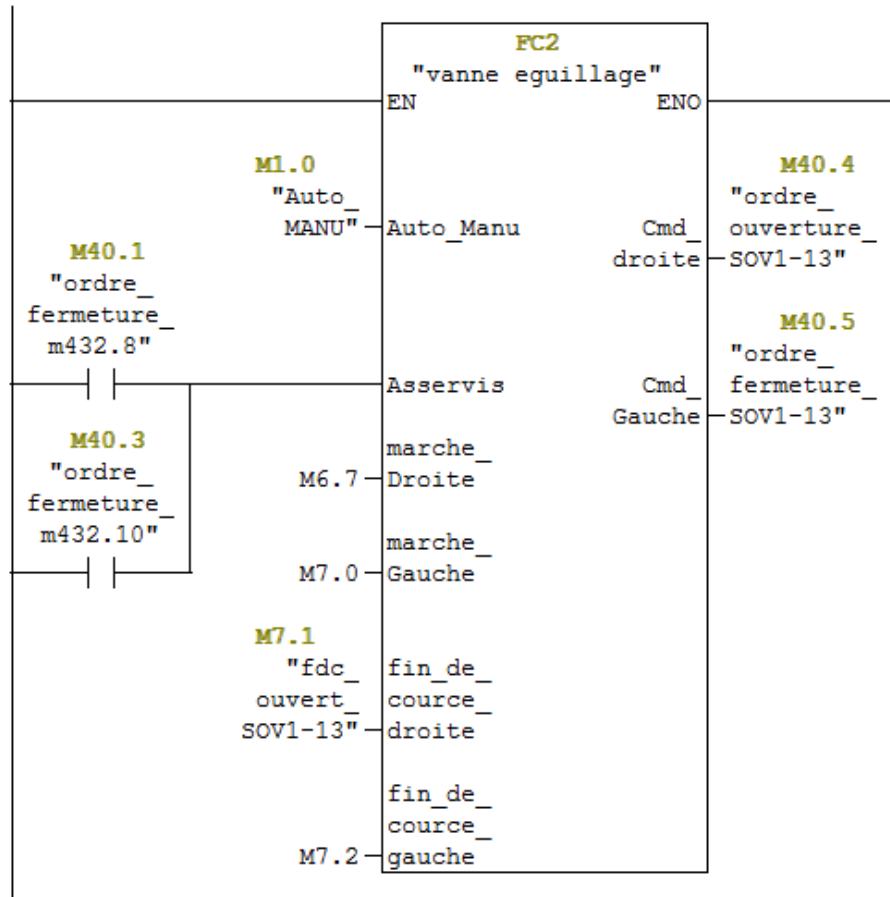 FC2
"vanne eguillage"
EN
ENO
M1.0
"Auto_
MANU"
Auto_Manu
Cmd_
droite
M40.4
"ordre_
ouverture_
SOV1-13"
M40.1
"ordre_
fermeture_
m432.8"
Asservis
Cmd_
Gauche
M40.5
"ordre_
fermeture_
SOV1-13"
M40.3
"ordre_
fermeture_
m432.10"
M6.7
marche_
Droite
M7.0
marche_
Gauche
M7.1
"fdc_
ouvert_
SOV1-13"
fin_de_
cource_
droite
M7.2
fin_de_
cource_
gauche